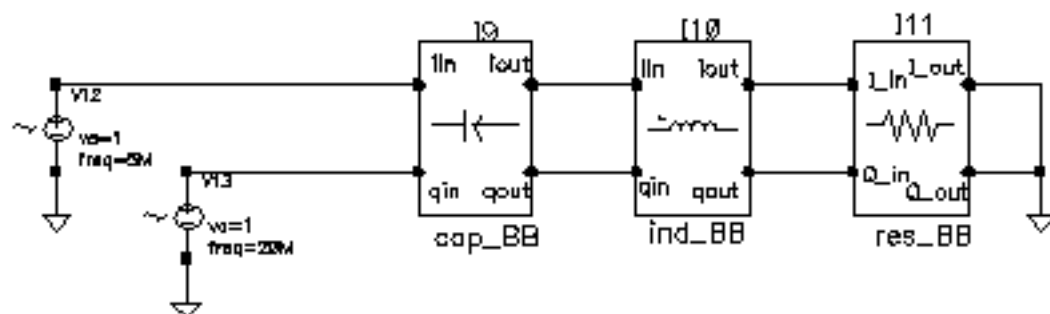 I9
I10
I11
Iin Iout
Iin Iout
I_in I_out
V12
va=1
freq=5M
V13
va=1
freq=20M
qin qout
qin qout
Q_in Q_out
cap_BB
ind_BB
res_BB